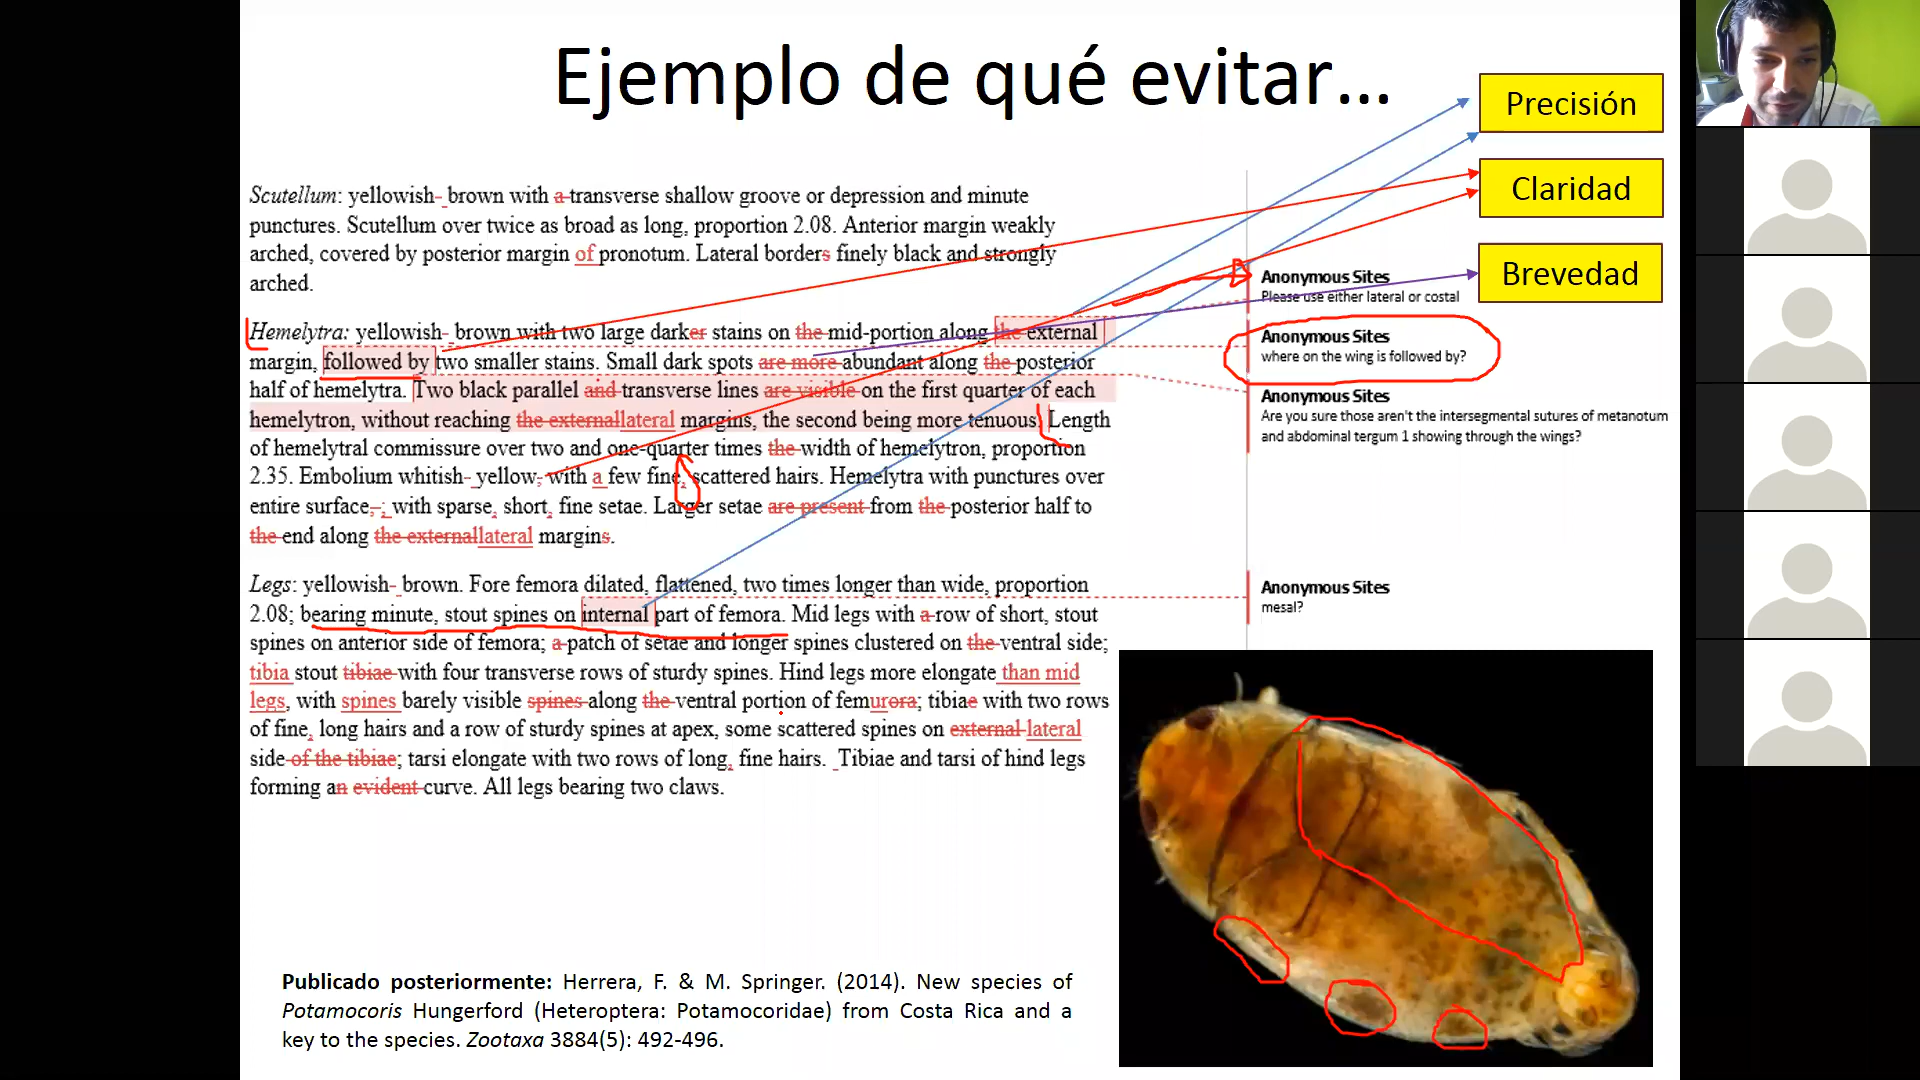 Ejemplo de qué evitar...
Precisión
Claridad
Brevedad
Scutellum: yellowish- brown with a transverse shallow groove or depression and minute
punctures. Scutellum over twice as broad as long, proportion 2.08. Anterior margin weakly
arched, covered by posterior margin of pronotum. Lateral borders finely black and strongly
arched.
Hemelytra: yellowish- brown with two large darker stains on the mid-portion along the external
margin, followed by two smaller stains. Small dark spots are more abundant along the posterior
half of hemelytra. Two black parallel and transverse lines are visible on the first quarter of each
hemelytron, without reaching the externallateral margins, the second being more tenuous. Length
of hemelytral commissure over two and one-quarter times the width of hemelytron, proportion
2.35. Embolium whitish- yellow, with a few fine, scattered hairs. Hemelytra with punctures over
entire surface,; with sparse, short, fine setae. Larger setae are present from the posterior half to
the end along the externallateral margins.
Legs: yellowish- brown. Fore femora dilated, flattened, two times longer than wide, proportion
2.08; bearing minute, stout spines on internal part of femora. Mid legs with a row of short, stout
spines on anterior side of femora; a patch of setae and longer spines clustered on the ventral side;
tibia stout tibiae with four transverse rows of sturdy spines. Hind legs more elongate than mid
legs, with spines barely visible spines along the ventral portion of femurora; tibiae with two rows
of fine, long hairs and a row of sturdy spines at apex, some scattered spines on external lateral
side of the tibiae; tarsi elongate with two rows of long, fine hairs. Tibiae and tarsi of hind legs
forming an evident curve. All legs bearing two claws.
Anonymous Sites
Please use either lateral or costal
Anonymous Sites
where on the wing is followed by?
Anonymous Sites
Are you sure those aren't the intersegmental sutures of metanotum
and abdominal tergum 1 showing through the wings?
Anonymous Sites
mesal?
Publicado posteriormente: Herrera, F. & M. Springer. (2014). New species of
Potamocoris Hungerford (Heteroptera: Potamocoridae) from Costa Rica and a
key to the species. Zootaxa 3884(5): 492-496.